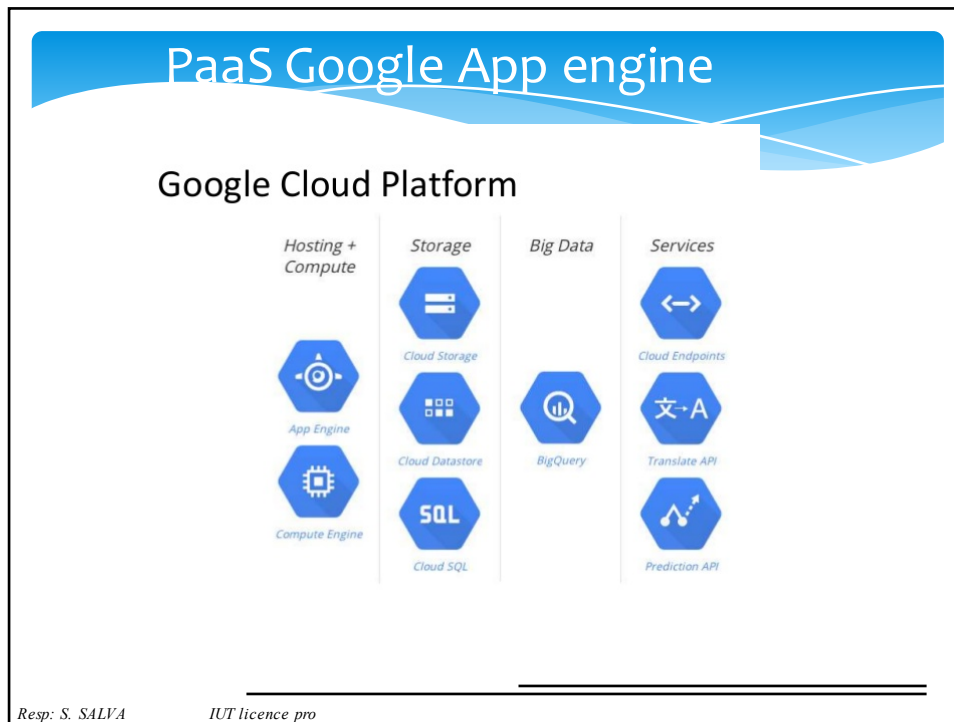 PaaS Google App engine
Google Cloud Platform
Hosting +
Compute
App Engine
Compute Engine
Storage
Cloud Storage
Cloud Datastore
SQL
Cloud SQL
Big Data
BigQuery
Services
Cloud Endpoints
文→A
Translate API
Prediction API
Resp: S. SALVA IUT licence pro